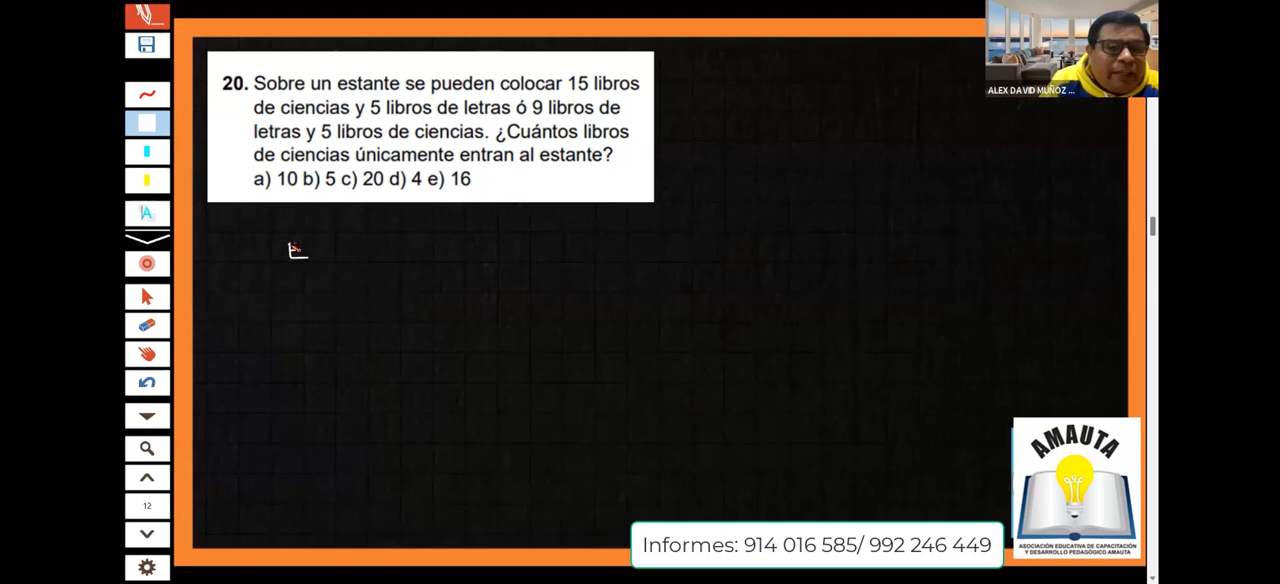 20. Sobre un estante se pueden colocar 15 libros
de ciencias y 5 libros de letras ó 9 libros de
letras y 5 libros de ciencias. ¿Cuántos libros
de ciencias únicamente entran al estante?
a) 10 b) 5 c) 20 d) 4 e) 16
ALEX DAVID MUÑOZ ...
A
12
E
AMAUTA
ASOCIACIÓN EDUCATIVA DE CAPACITACIÓN
Y DESARROLLO PEDAGÓGICO AMAUTA
Informes: 914 016 585/ 992 246 449